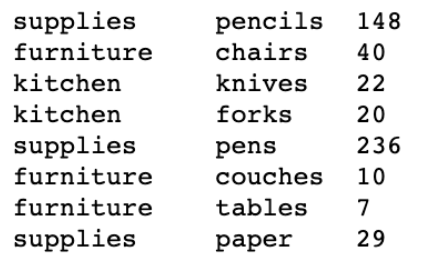 supplies pencils 148
furniture chairs 40
kitchen knives 22
kitchen forks 20
supplies pens 236
furniture couches 10
furniture tables 7
supplies paper 29